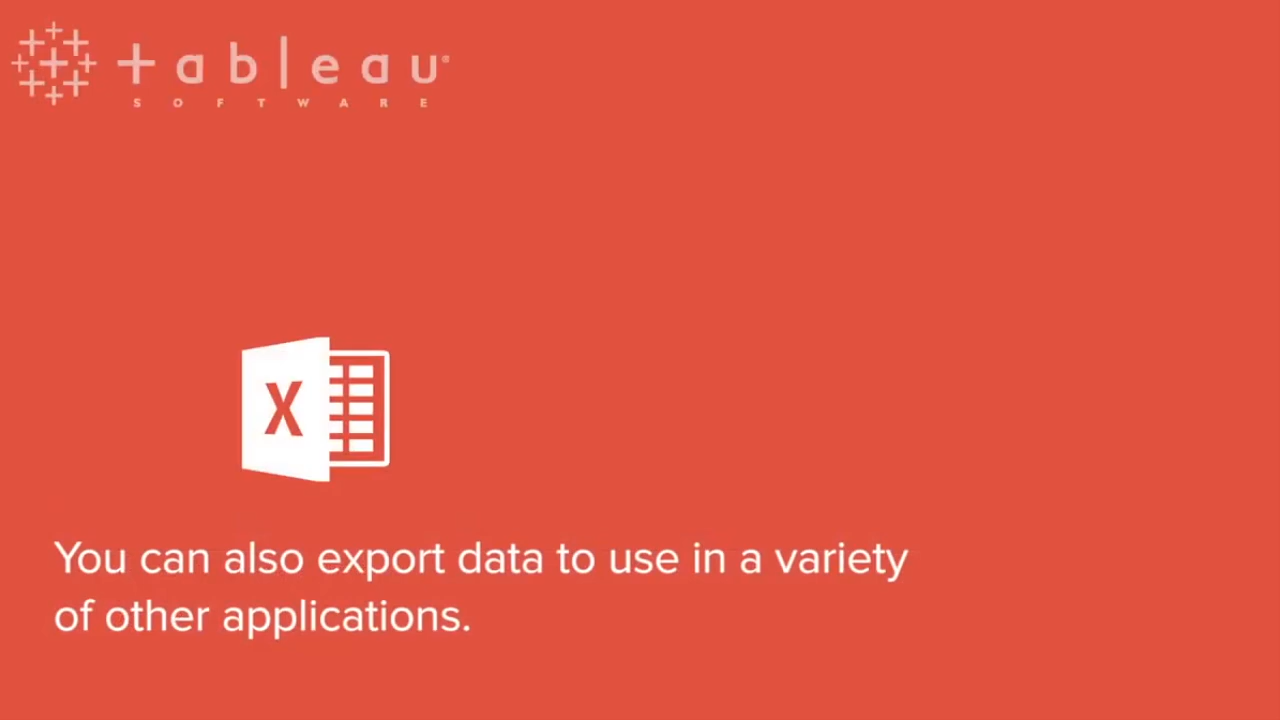 tableau®
SOFTWARE
X
You can also export data to use in a variety
of other applications.